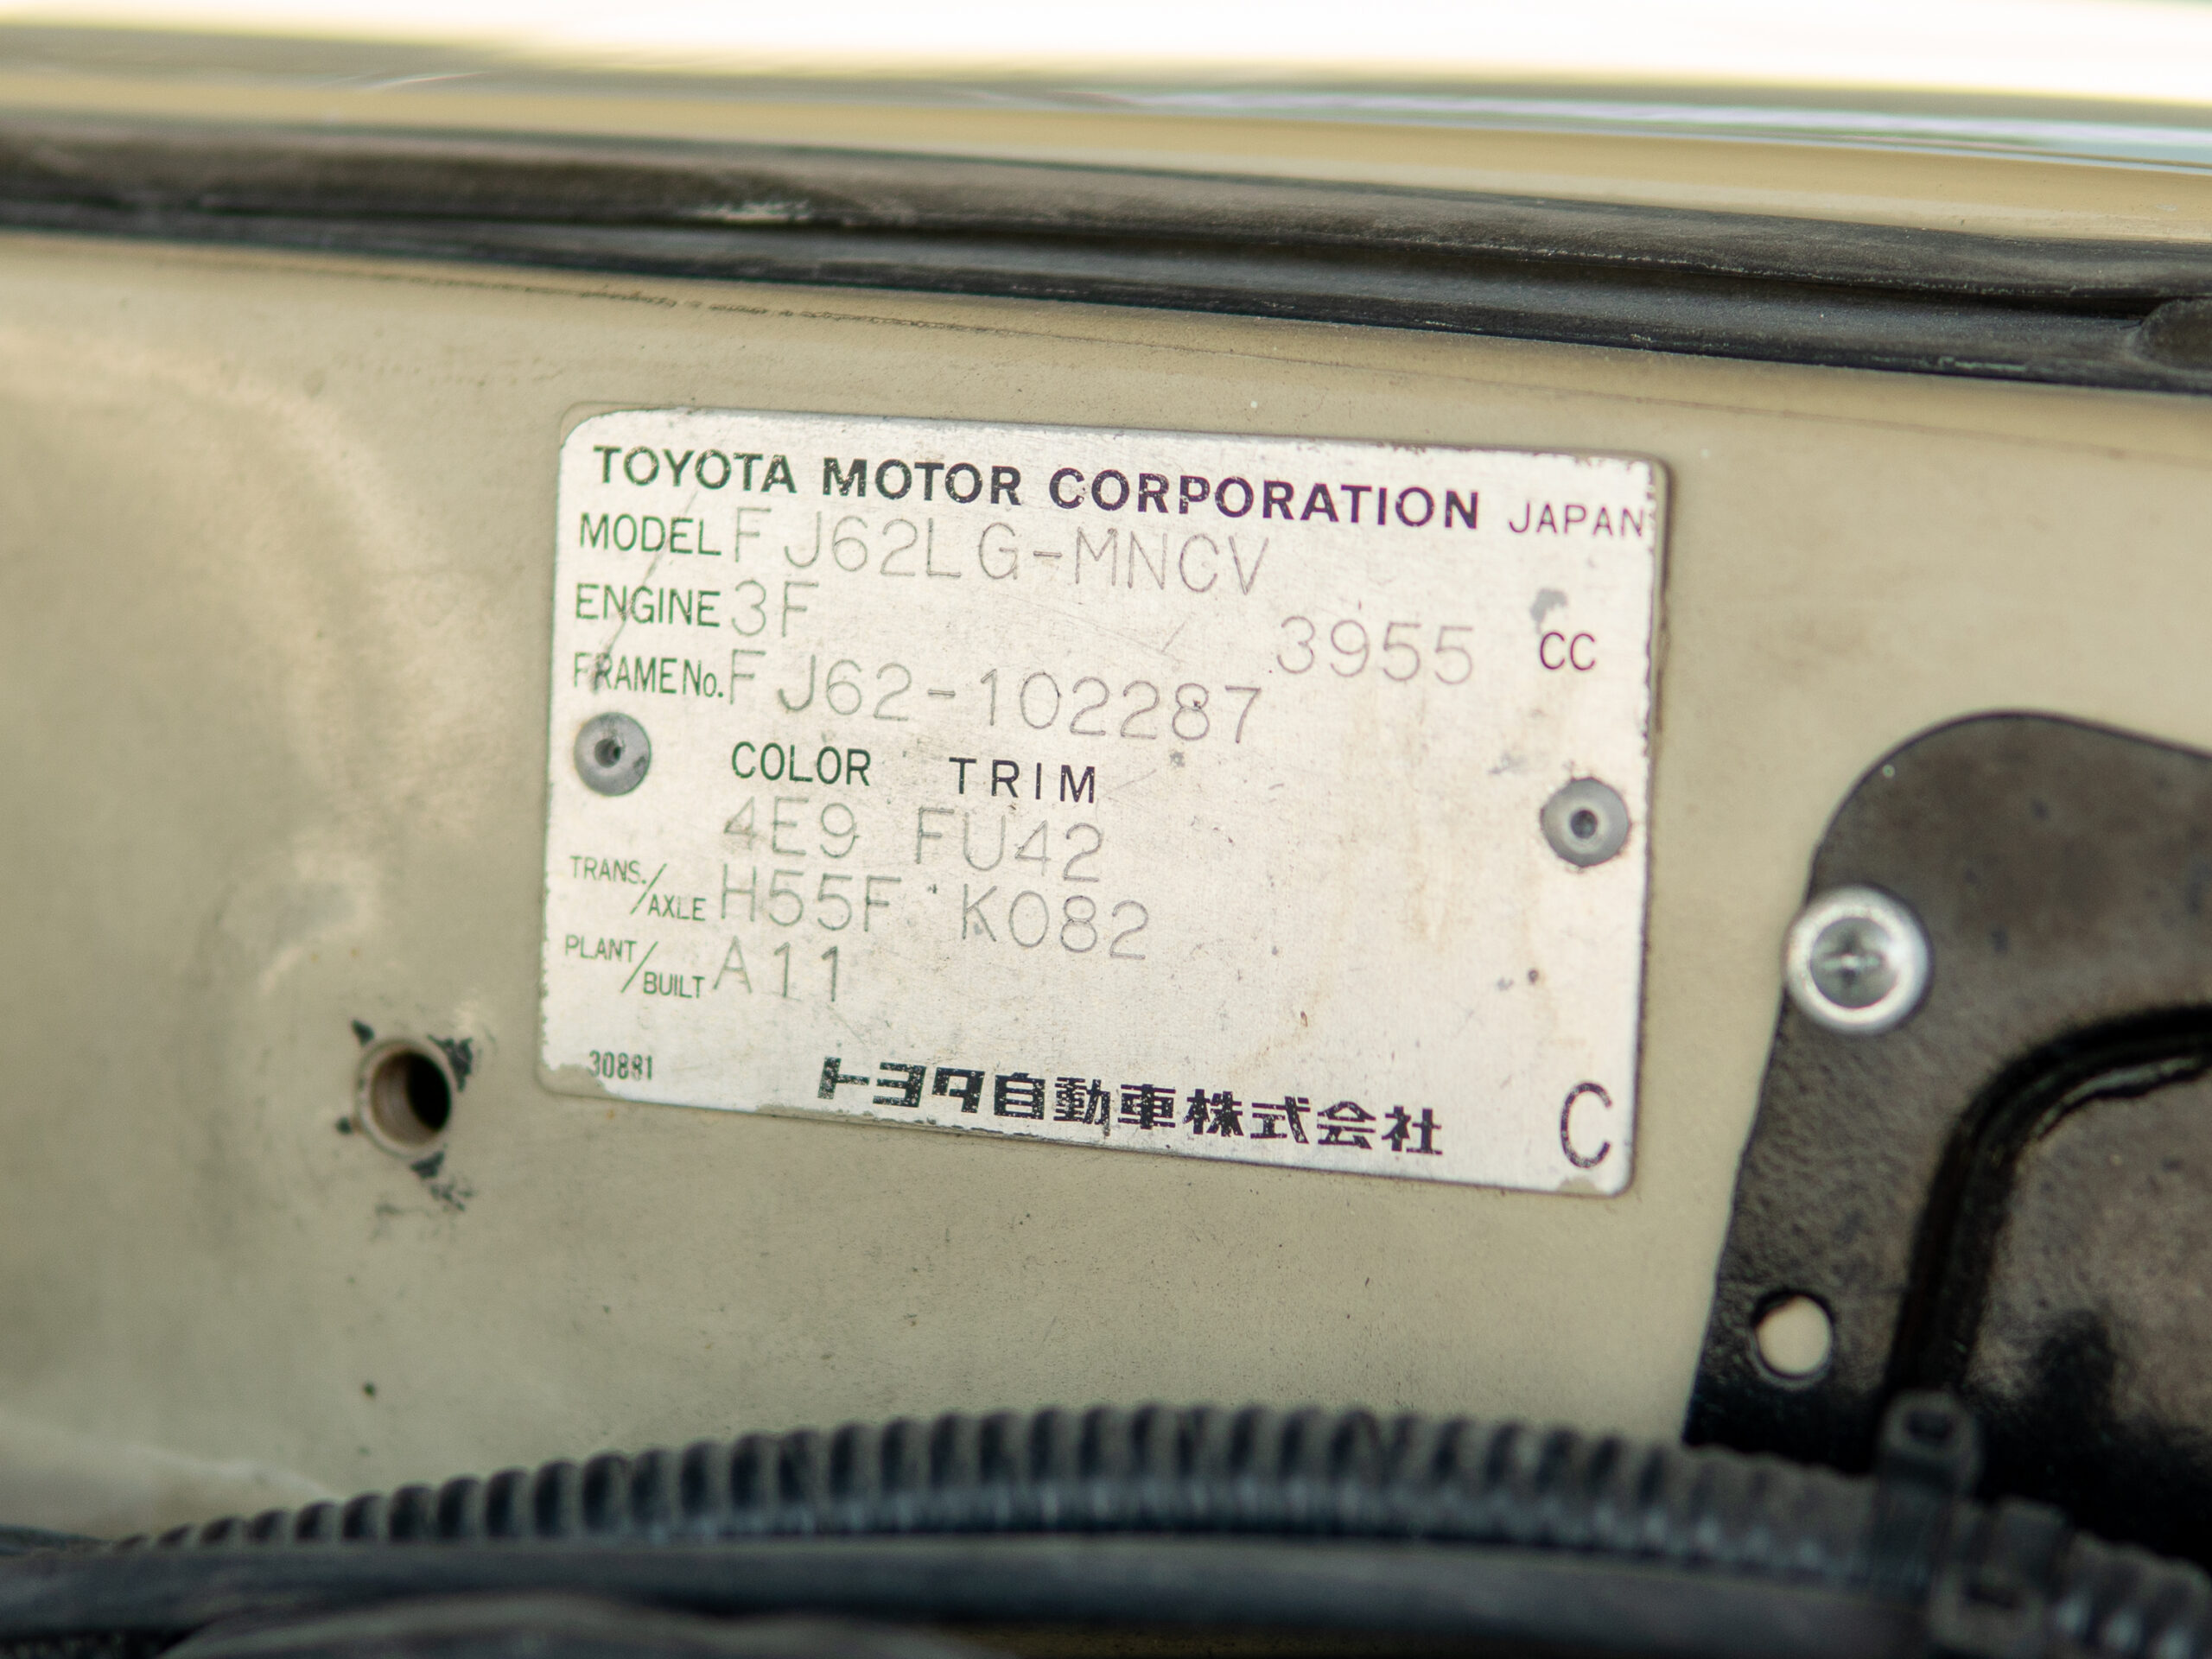 TOYOTA MOTOR CORPORATION JAPAN
MODEL FJ62LG-MNCV
ENGINE 3F 3955 CC
FRAME No. FJ62-102287
COLOR TRIM
4E9 FU42
TRANS./AXLE H55F K082
PLANT/BUILT A11
30881 トヨタ自動車株式会社 C